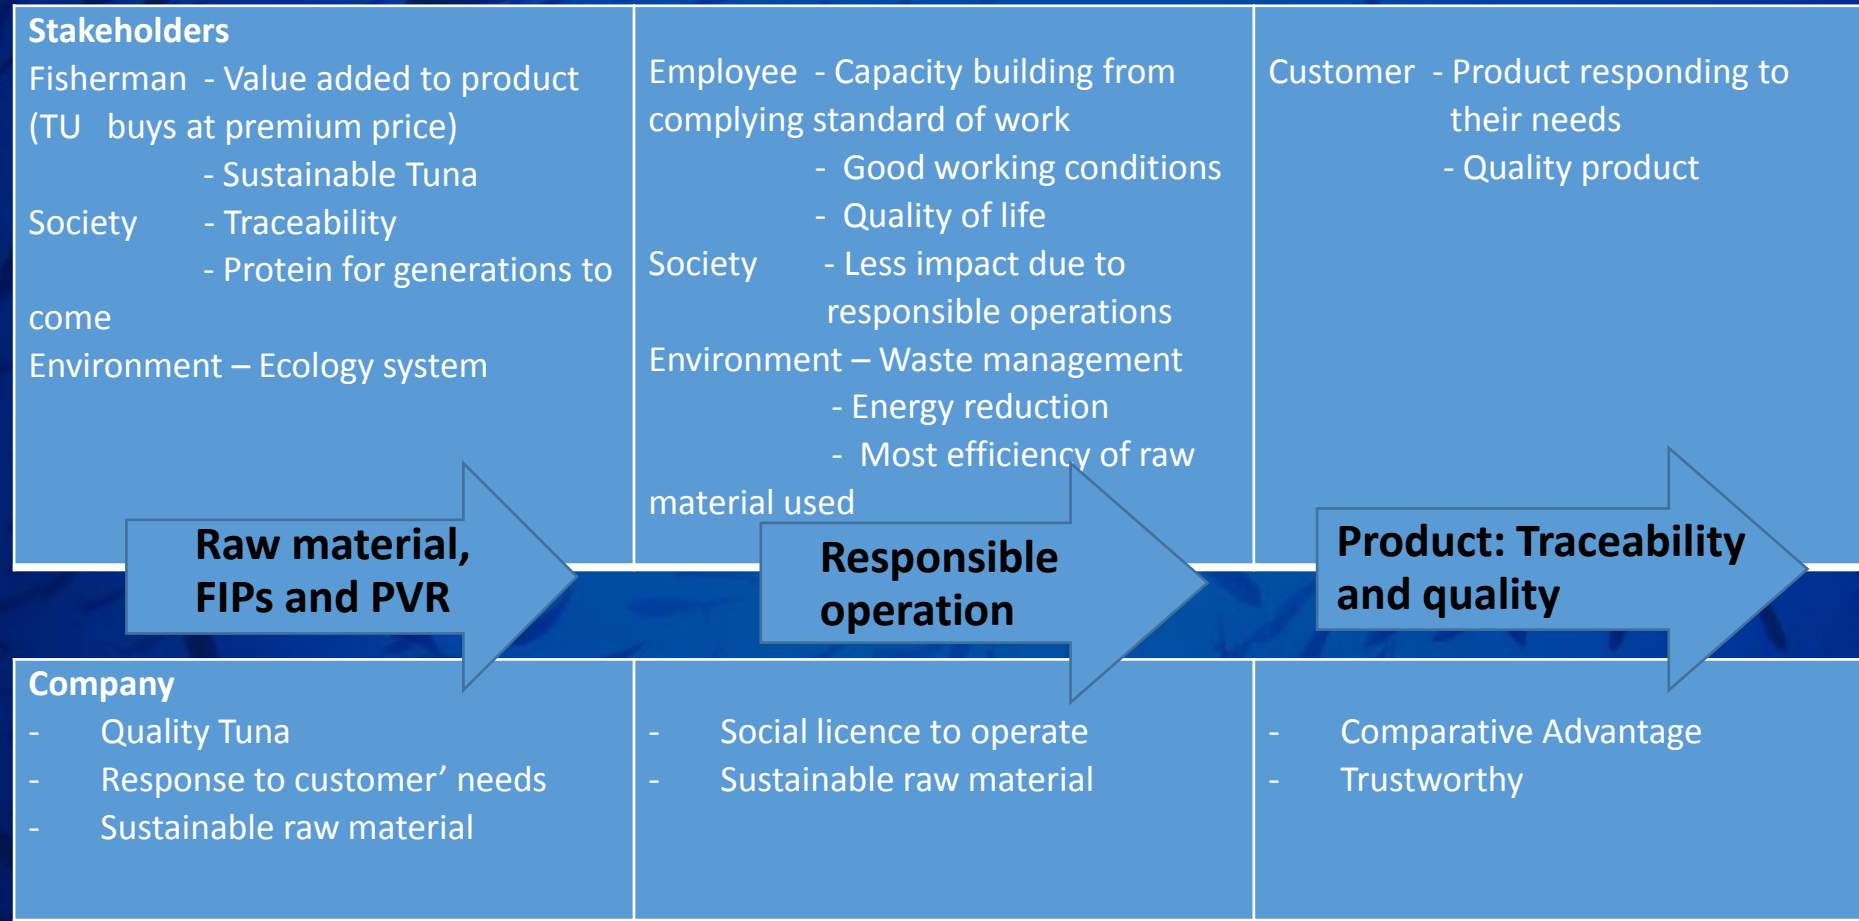 Stakeholders
Fisherman - Value added to product
(TU buys at premium price)
- Sustainable Tuna
Society - Traceability
- Protein for generations to
come
Environment – Ecology system
Employee - Capacity building from
complying standard of work
- Good working conditions
- Quality of life
Society - Less impact due to
responsible operations
Environment – Waste management
- Energy reduction
- Most efficiency of raw
material used
Customer - Product responding to
their needs
- Quality product
Raw material,
FIPs and PVR
Responsible
operation
Product: Traceability
and quality
Company
- Quality Tuna
- Response to customer’ needs
- Sustainable raw material
- Social licence to operate
- Sustainable raw material
- Comparative Advantage
- Trustworthy